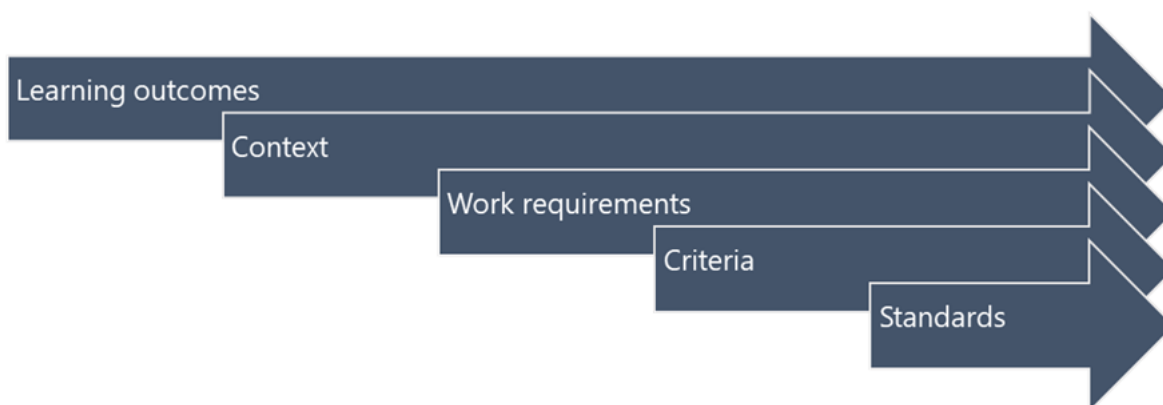 Learning outcomes
Context
Work requirements
Criteria
Standards